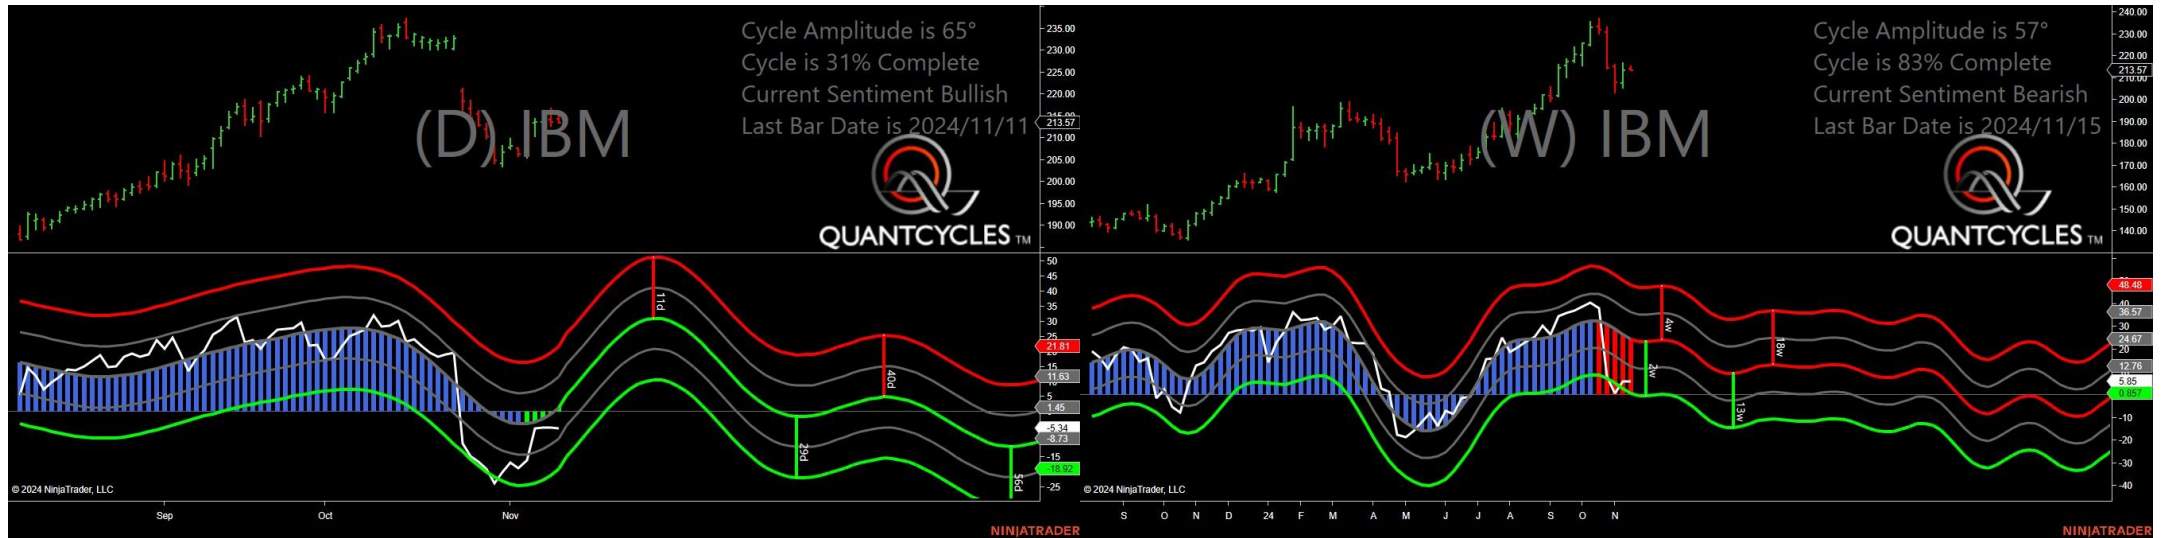 Cycle Amplitude is 65°
Cycle is 31% Complete
Current Sentiment Bullish
Last Bar Date is 2024/11/11
(D) IBM
QUANTCYCLES TM
235.00
230.00
225.00
220.00
213.57
210.00
205.00
200.00
195.00
190.00
50
45
40
35
30
21.81
15
11.63
5
1.45
-5.34
-8.73
-15
-18.92
-25
11d
29d
40d
56d
© 2024 NinjaTrader, LLC
Sep Oct Nov
NINJATRADER
Cycle Amplitude is 57°
Cycle is 83% Complete
Current Sentiment Bearish
Last Bar Date is 2024/11/15
(W) IBM
QUANTCYCLES TM
240.00
230.00
220.00
213.57
210.00
200.00
190.00
180.00
170.00
160.00
150.00
140.00
48.48
40
36.57
30
24.67
20
12.76
5.85
0.857
-10
-20
-30
-40
2w
4w
13w
18w
© 2024 NinjaTrader, LLC
S O N D 24 F M A M J J A S O N
NINJATRADER